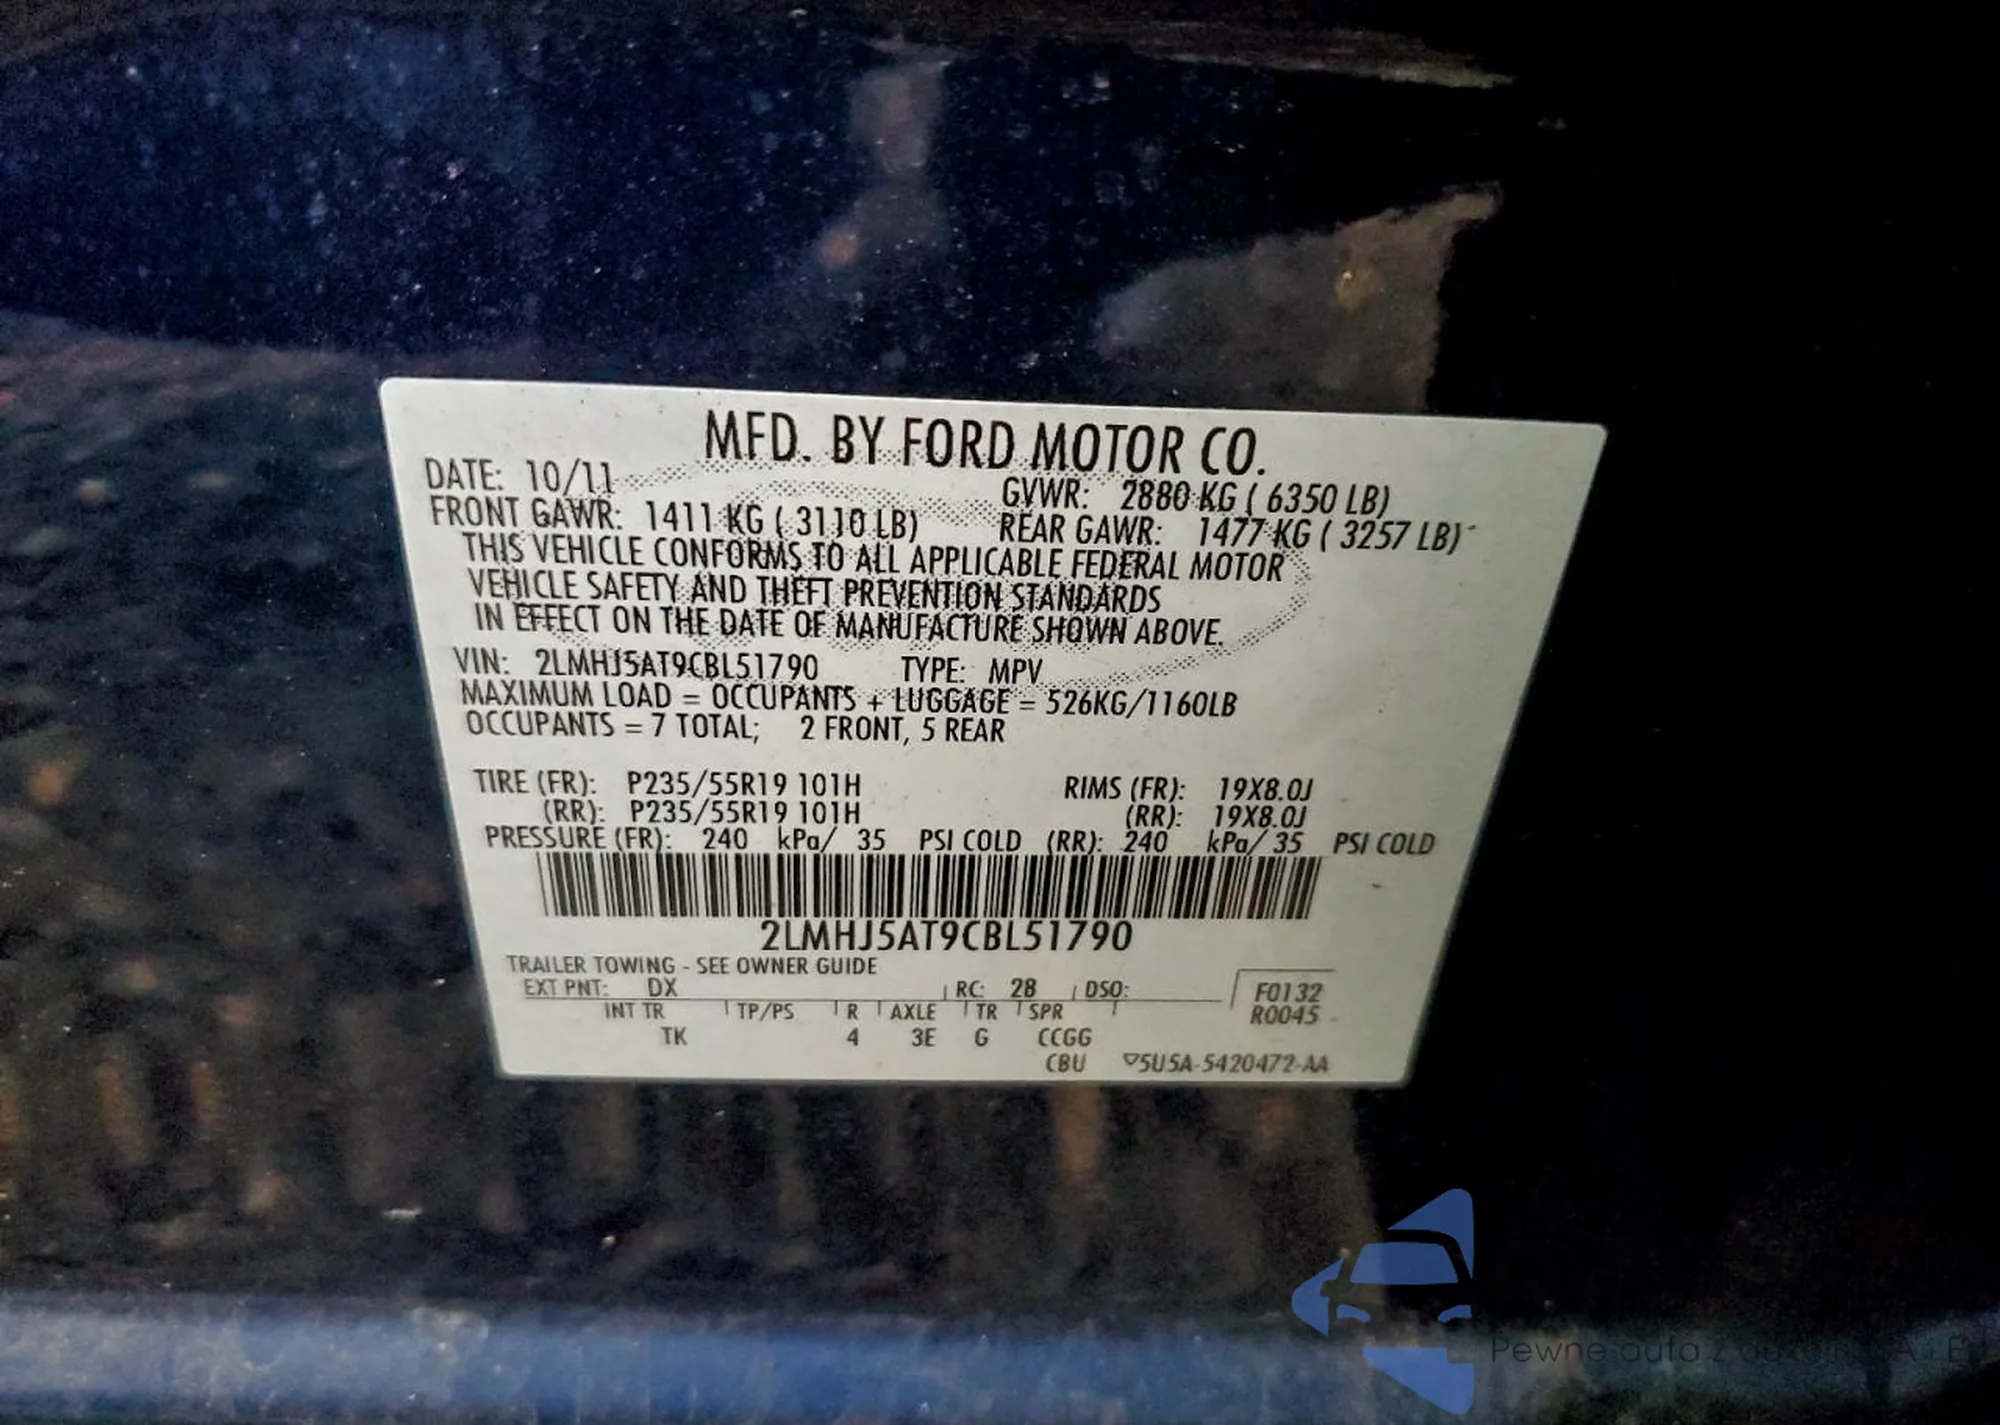 MFD. BY FORD MOTOR CO.
DATE: 10/11
GVWR: 2880 KG ( 6350 LB)
FRONT GAWR: 1411 KG ( 3110 LB) REAR GAWR: 1477 KG ( 3257 LB)
THIS VEHICLE CONFORMS TO ALL APPLICABLE FEDERAL MOTOR
VEHICLE SAFETY AND THEFT PREVENTION STANDARDS
IN EFFECT ON THE DATE OF MANUFACTURE SHOWN ABOVE.
VIN: 2LMHJ5AT9CBL51790 TYPE: MPV
MAXIMUM LOAD = OCCUPANTS + LUGGAGE = 526KG/1160LB
OCCUPANTS = 7 TOTAL; 2 FRONT, 5 REAR
TIRE (FR): P235/55R19 101H RIMS (FR): 19X8.0J
(RR): P235/55R19 101H (RR): 19X8.0J
PRESSURE (FR): 240 kPa/ 35 PSI COLD (RR): 240 kPa/ 35 PSI COLD
2LMHJ5AT9CBL51790
TRAILER TOWING - SEE OWNER GUIDE
EXT PNT: DX RC: 28 DSO: F0132
INT TR TP/PS R AXLE TR SPR R0045
TK 4 3E G CCGG
CBU ▽5U5A-5420472-AA
Pewne auta z